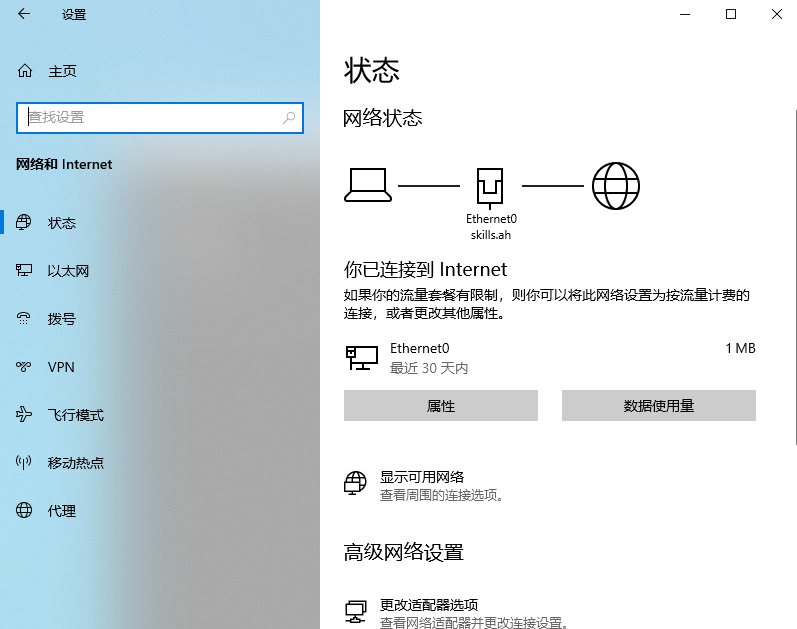 设置
主页
查找设置
网络和 Internet
状态
以太网
拨号
VPN
飞行模式
移动热点
代理
状态
网络状态
Ethernet0
skills.ah
你已连接到 Internet
如果你的流量套餐有限制，则你可以将此网络设置为按流量计费的
连接，或者更改其他属性。
Ethernet0
1 MB
最近 30 天内
属性
数据使用量
显示可用网络
查看周围的连接选项。
高级网络设置
更改适配器选项
查看网络适配器并更改连接设置。